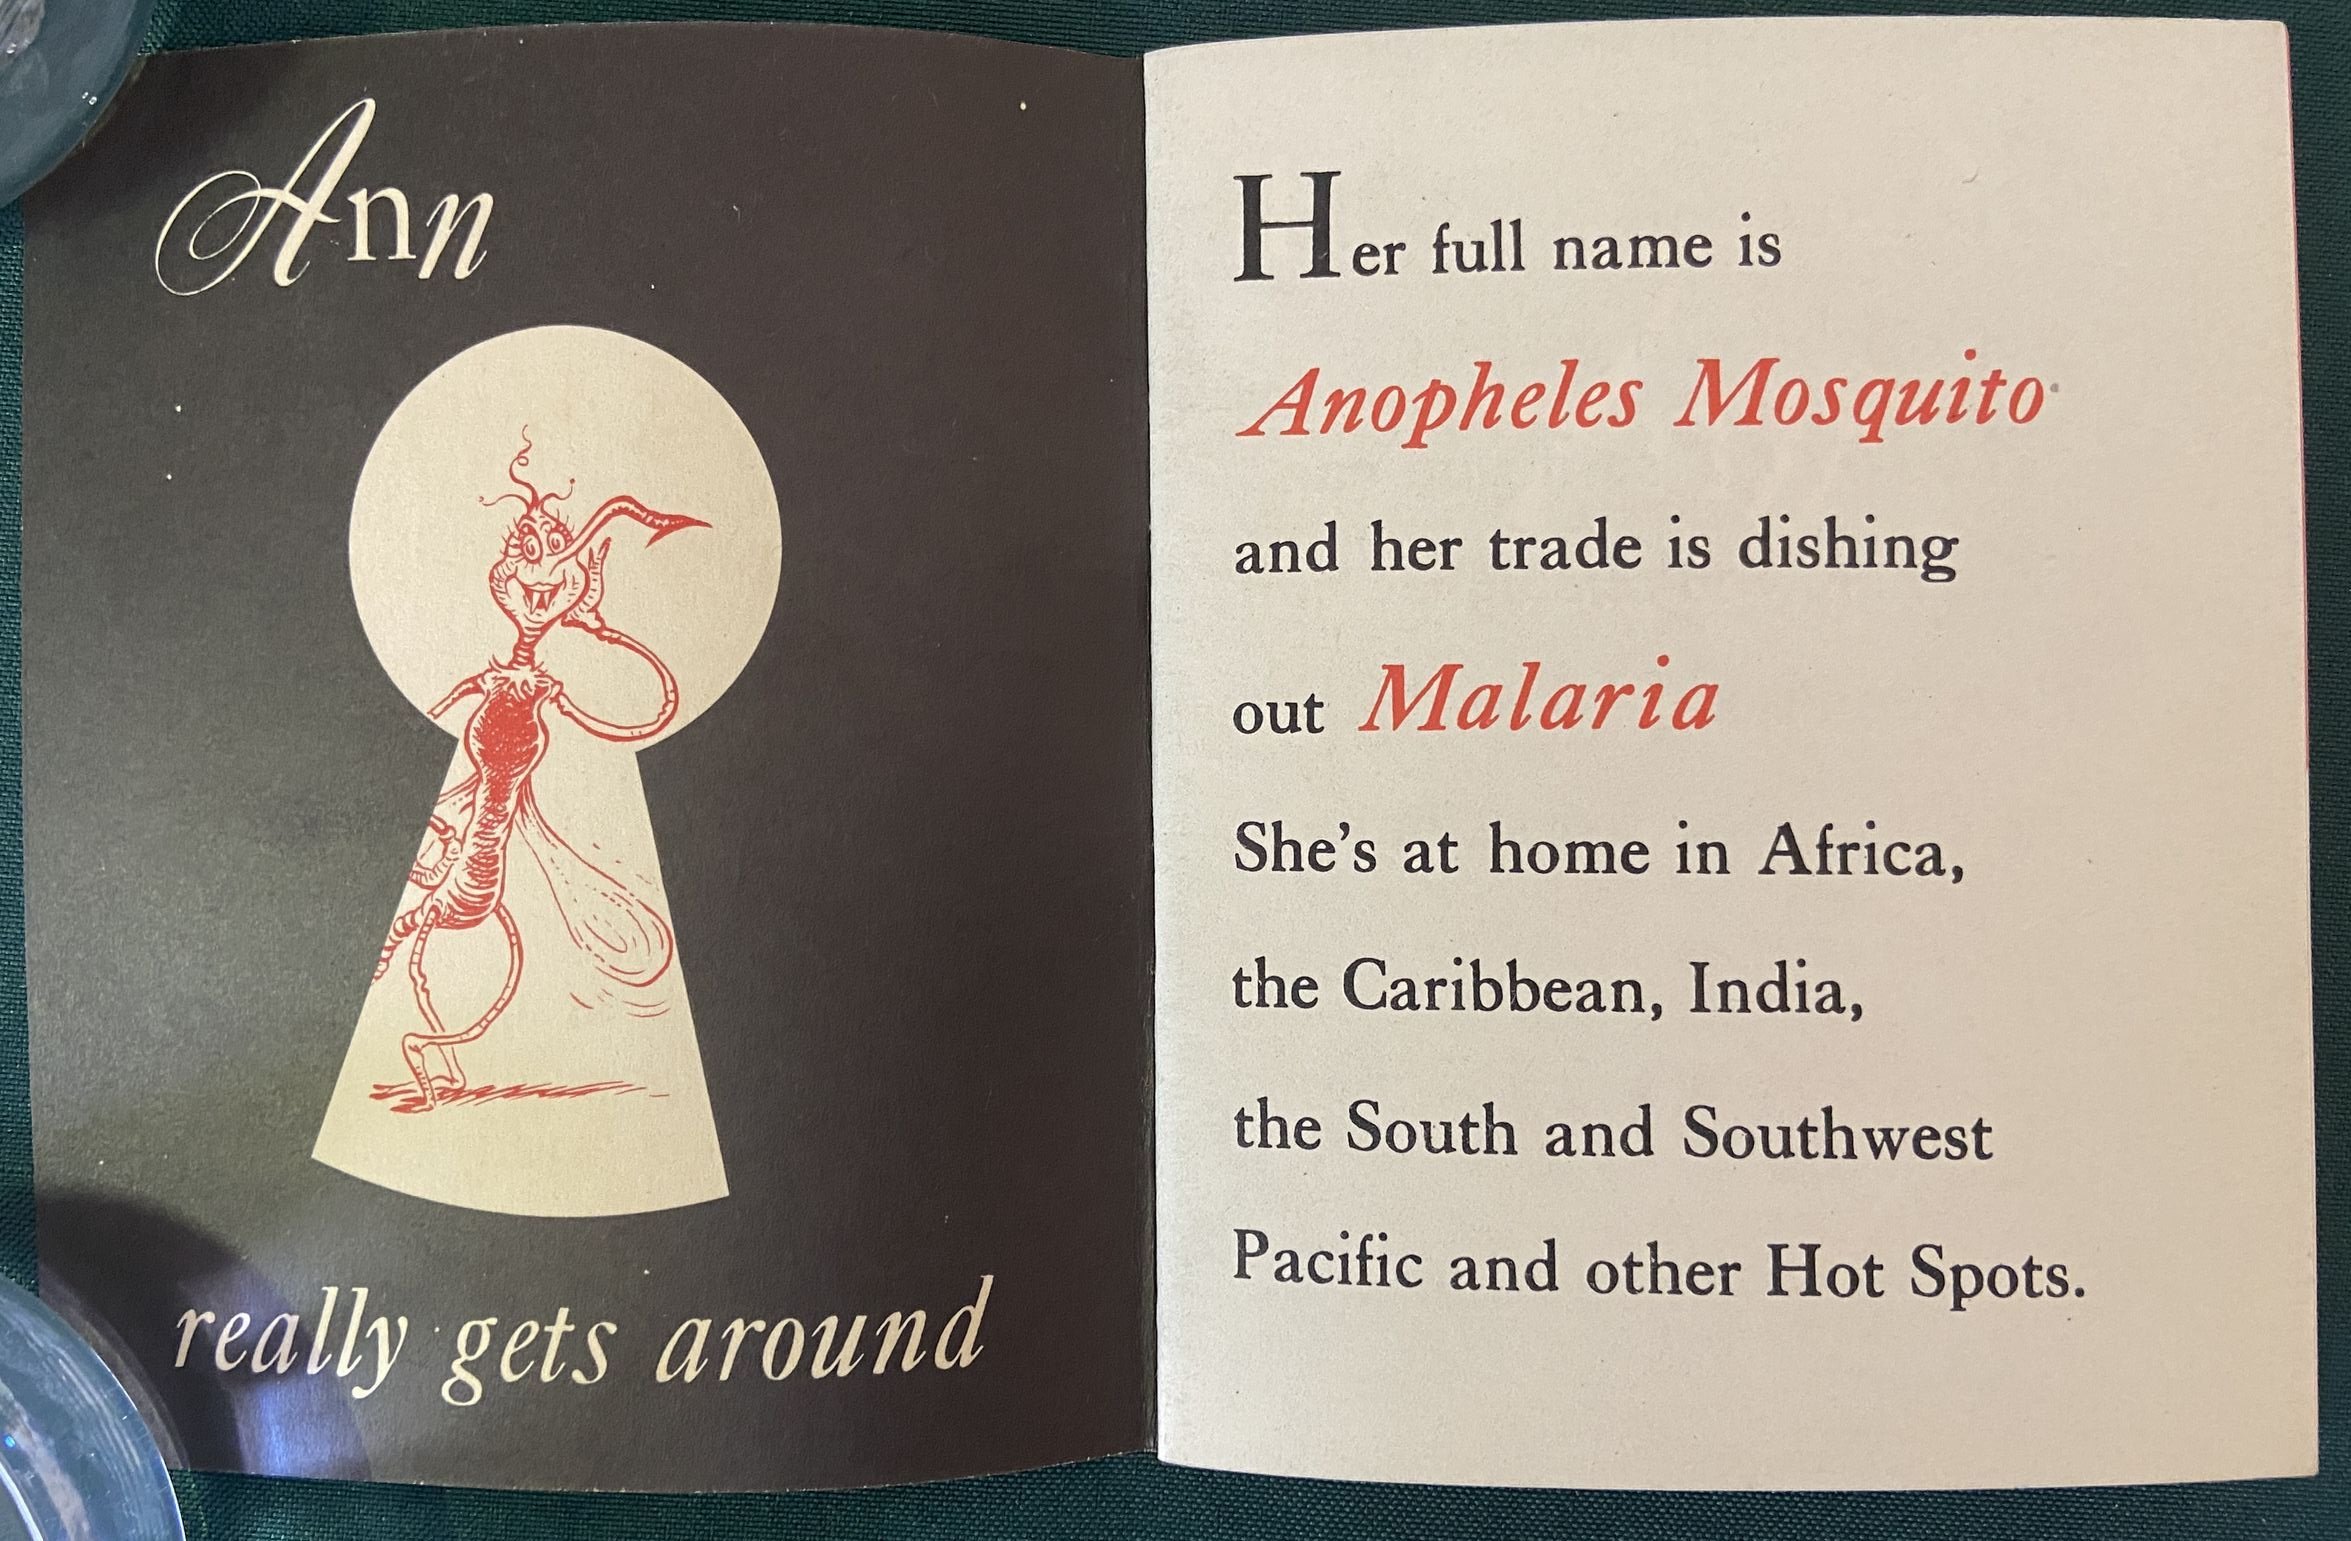 Ann
really gets around
Her full name is
Anopheles Mosquito
and her trade is dishing
out Malaria
She's at home in Africa,
the Caribbean, India,
the South and Southwest
Pacific and other Hot Spots.